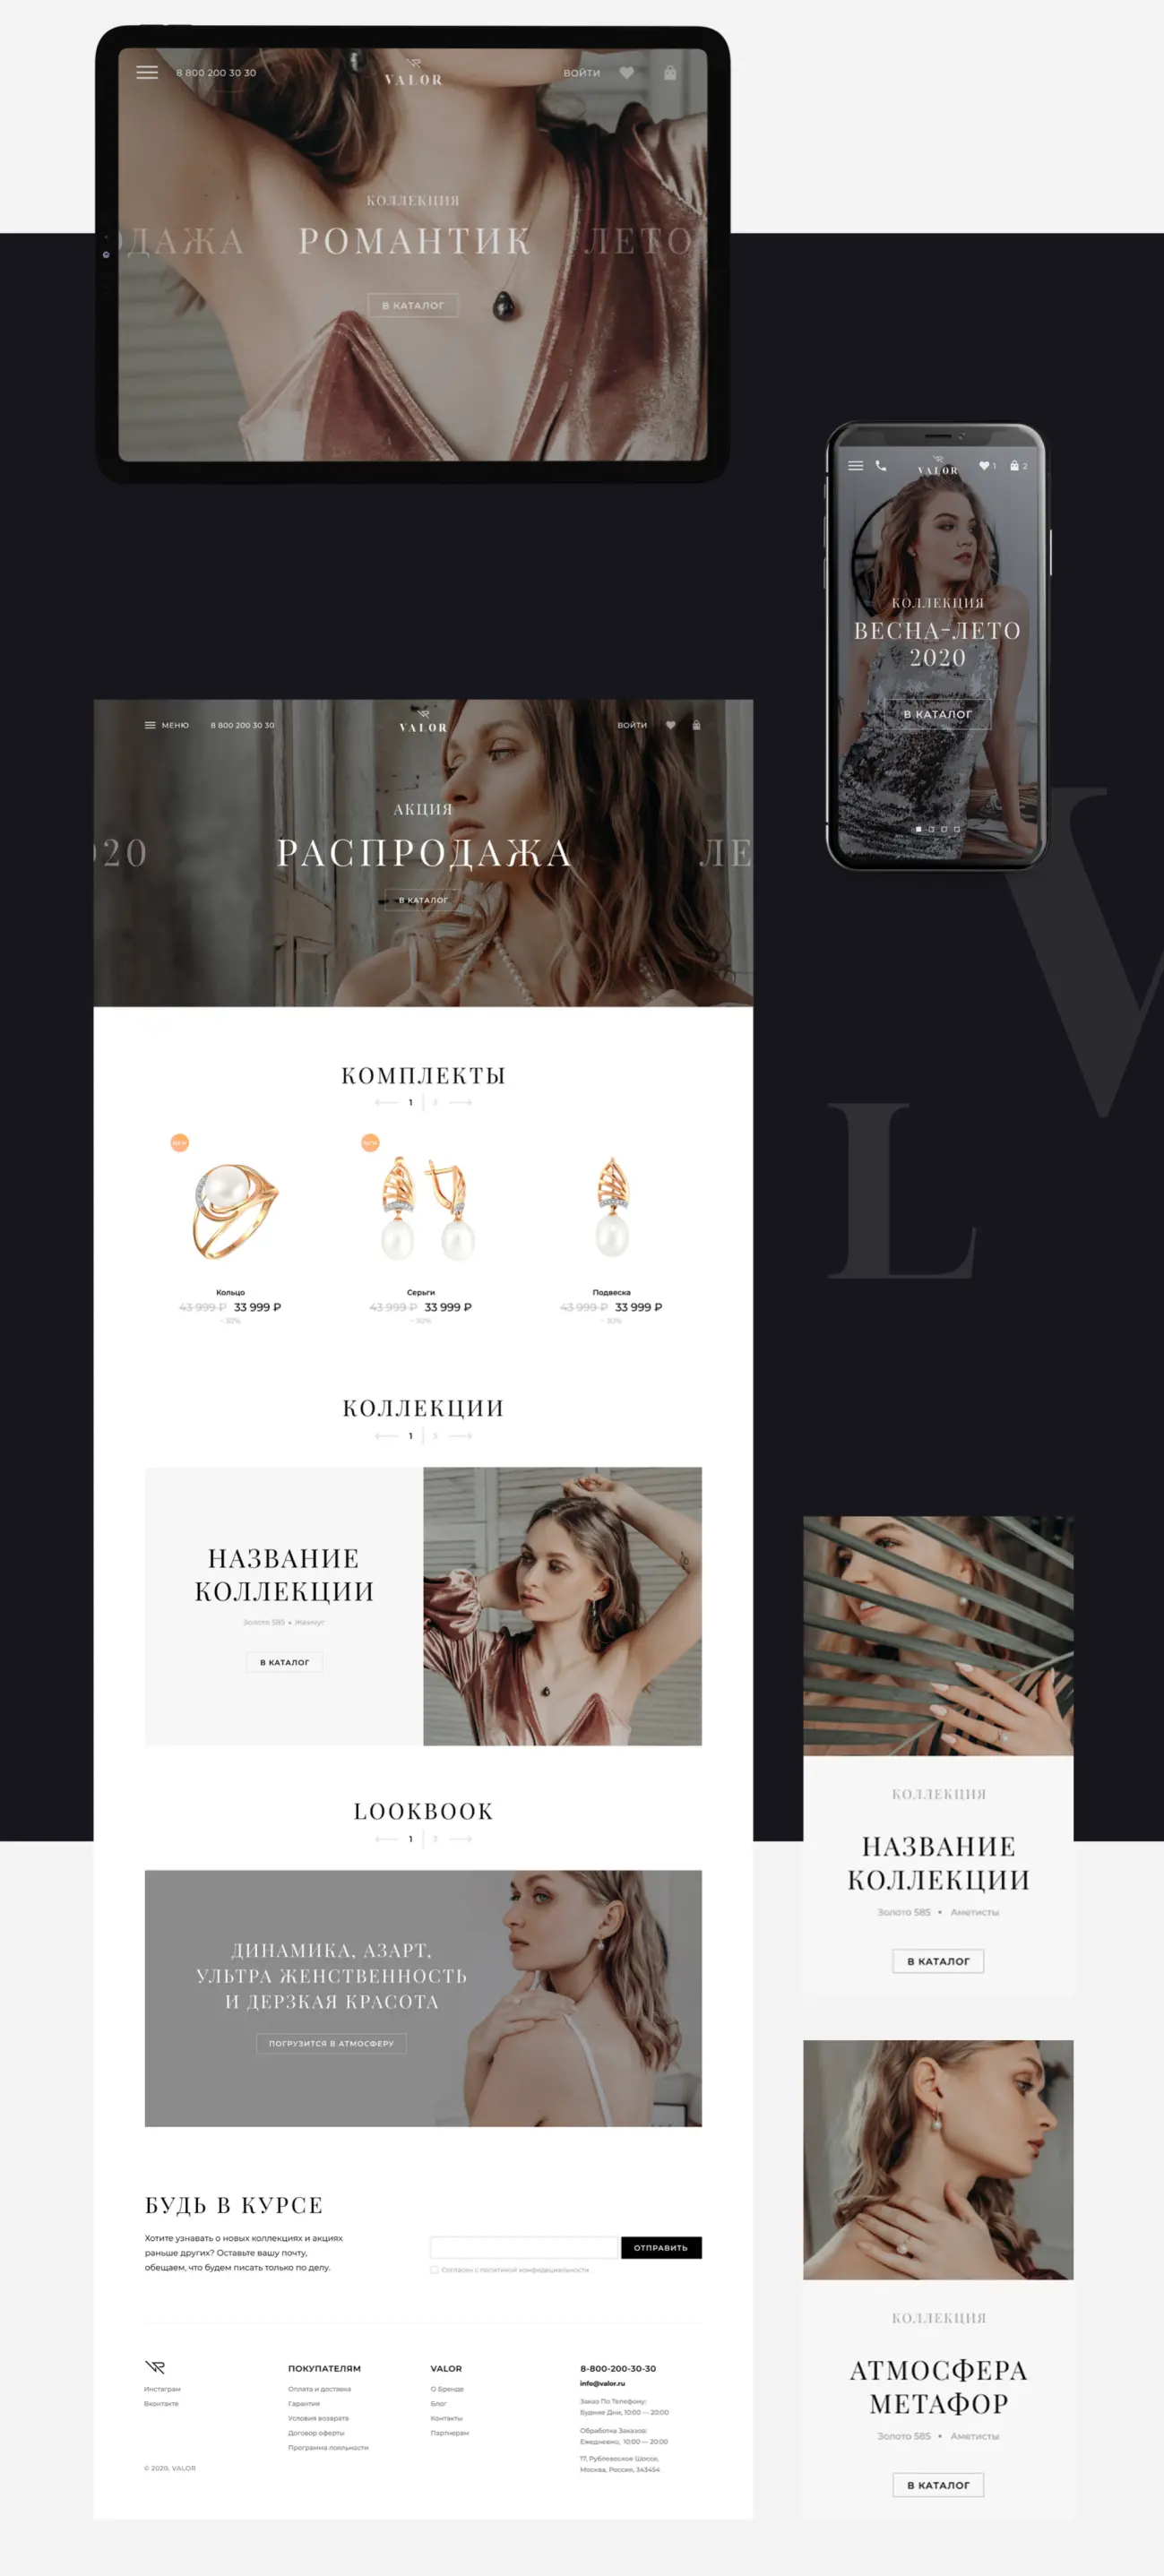 8 800 200 30 30
VALOR
ВОЙТИ
КОЛЛЕКЦИЯ
ОДАЖА
РОМАНТИК
ЛЕТО
В КАТАЛОГ
VALOR
1
2
КОЛЛЕКЦИЯ
ВЕСНА-ЛЕТО
2020
В КАТАЛОГ
МЕНЮ
8 800 200 30 30
VALOR
ВОЙТИ
АКЦИЯ
020
РАСПРОДАЖА
ЛЕ
В КАТАЛОГ
V
L
КОМПЛЕКТЫ
1
3
NEW
NEW
Кольцо
43 999 ₽ 33 999 ₽
- 30%
Серьги
43 999 ₽ 33 999 ₽
- 30%
Подвеска
43 999 ₽ 33 999 ₽
- 30%
КОЛЛЕКЦИИ
1
2
НАЗВАНИЕ
КОЛЛЕКЦИИ
Золото 585 • Жемчуг
В КАТАЛОГ
LOOKBOOK
1
3
ДИНАМИКА, АЗАРТ,
УЛЬТРА ЖЕНСТВЕННОСТЬ
И ДЕРЗКАЯ КРАСОТА
ПОГРУЗИТСЯ В АТМОСФЕРУ
БУДЬ В КУРСЕ
Хотите узнавать о новых коллекциях и акциях
раньше других? Оставьте вашу почту,
обещаем, что будем писать только по делу.
ОТПРАВИТЬ
Согласен с политикой
Инстаграм
Вконтакте
© 2020, VALOR
ПОКУПАТЕЛЯМ
Оплата и доставка
Гарантия
Условия возврата
Договор оферты
Программа лояльности
VALOR
О Бренде
Блог
Контакты
Партнерам
8-800-200-30-30
info@valor.ru
Заказ По Телефону:
Будние Дни, 10:00 — 20:00
Обработка Заказов:
Ежедневно, 10:00 — 20:00
17, Рублевское Шоссе,
Москва, Россия, 343454
КОЛЛЕКЦИЯ
НАЗВАНИЕ
КОЛЛЕКЦИИ
Золото 585 • Аметисты
В КАТАЛОГ
КОЛЛЕКЦИЯ
АТМОСФЕРА
МЕТАФОР
Золото 585 • Аметисты
В КАТАЛОГ